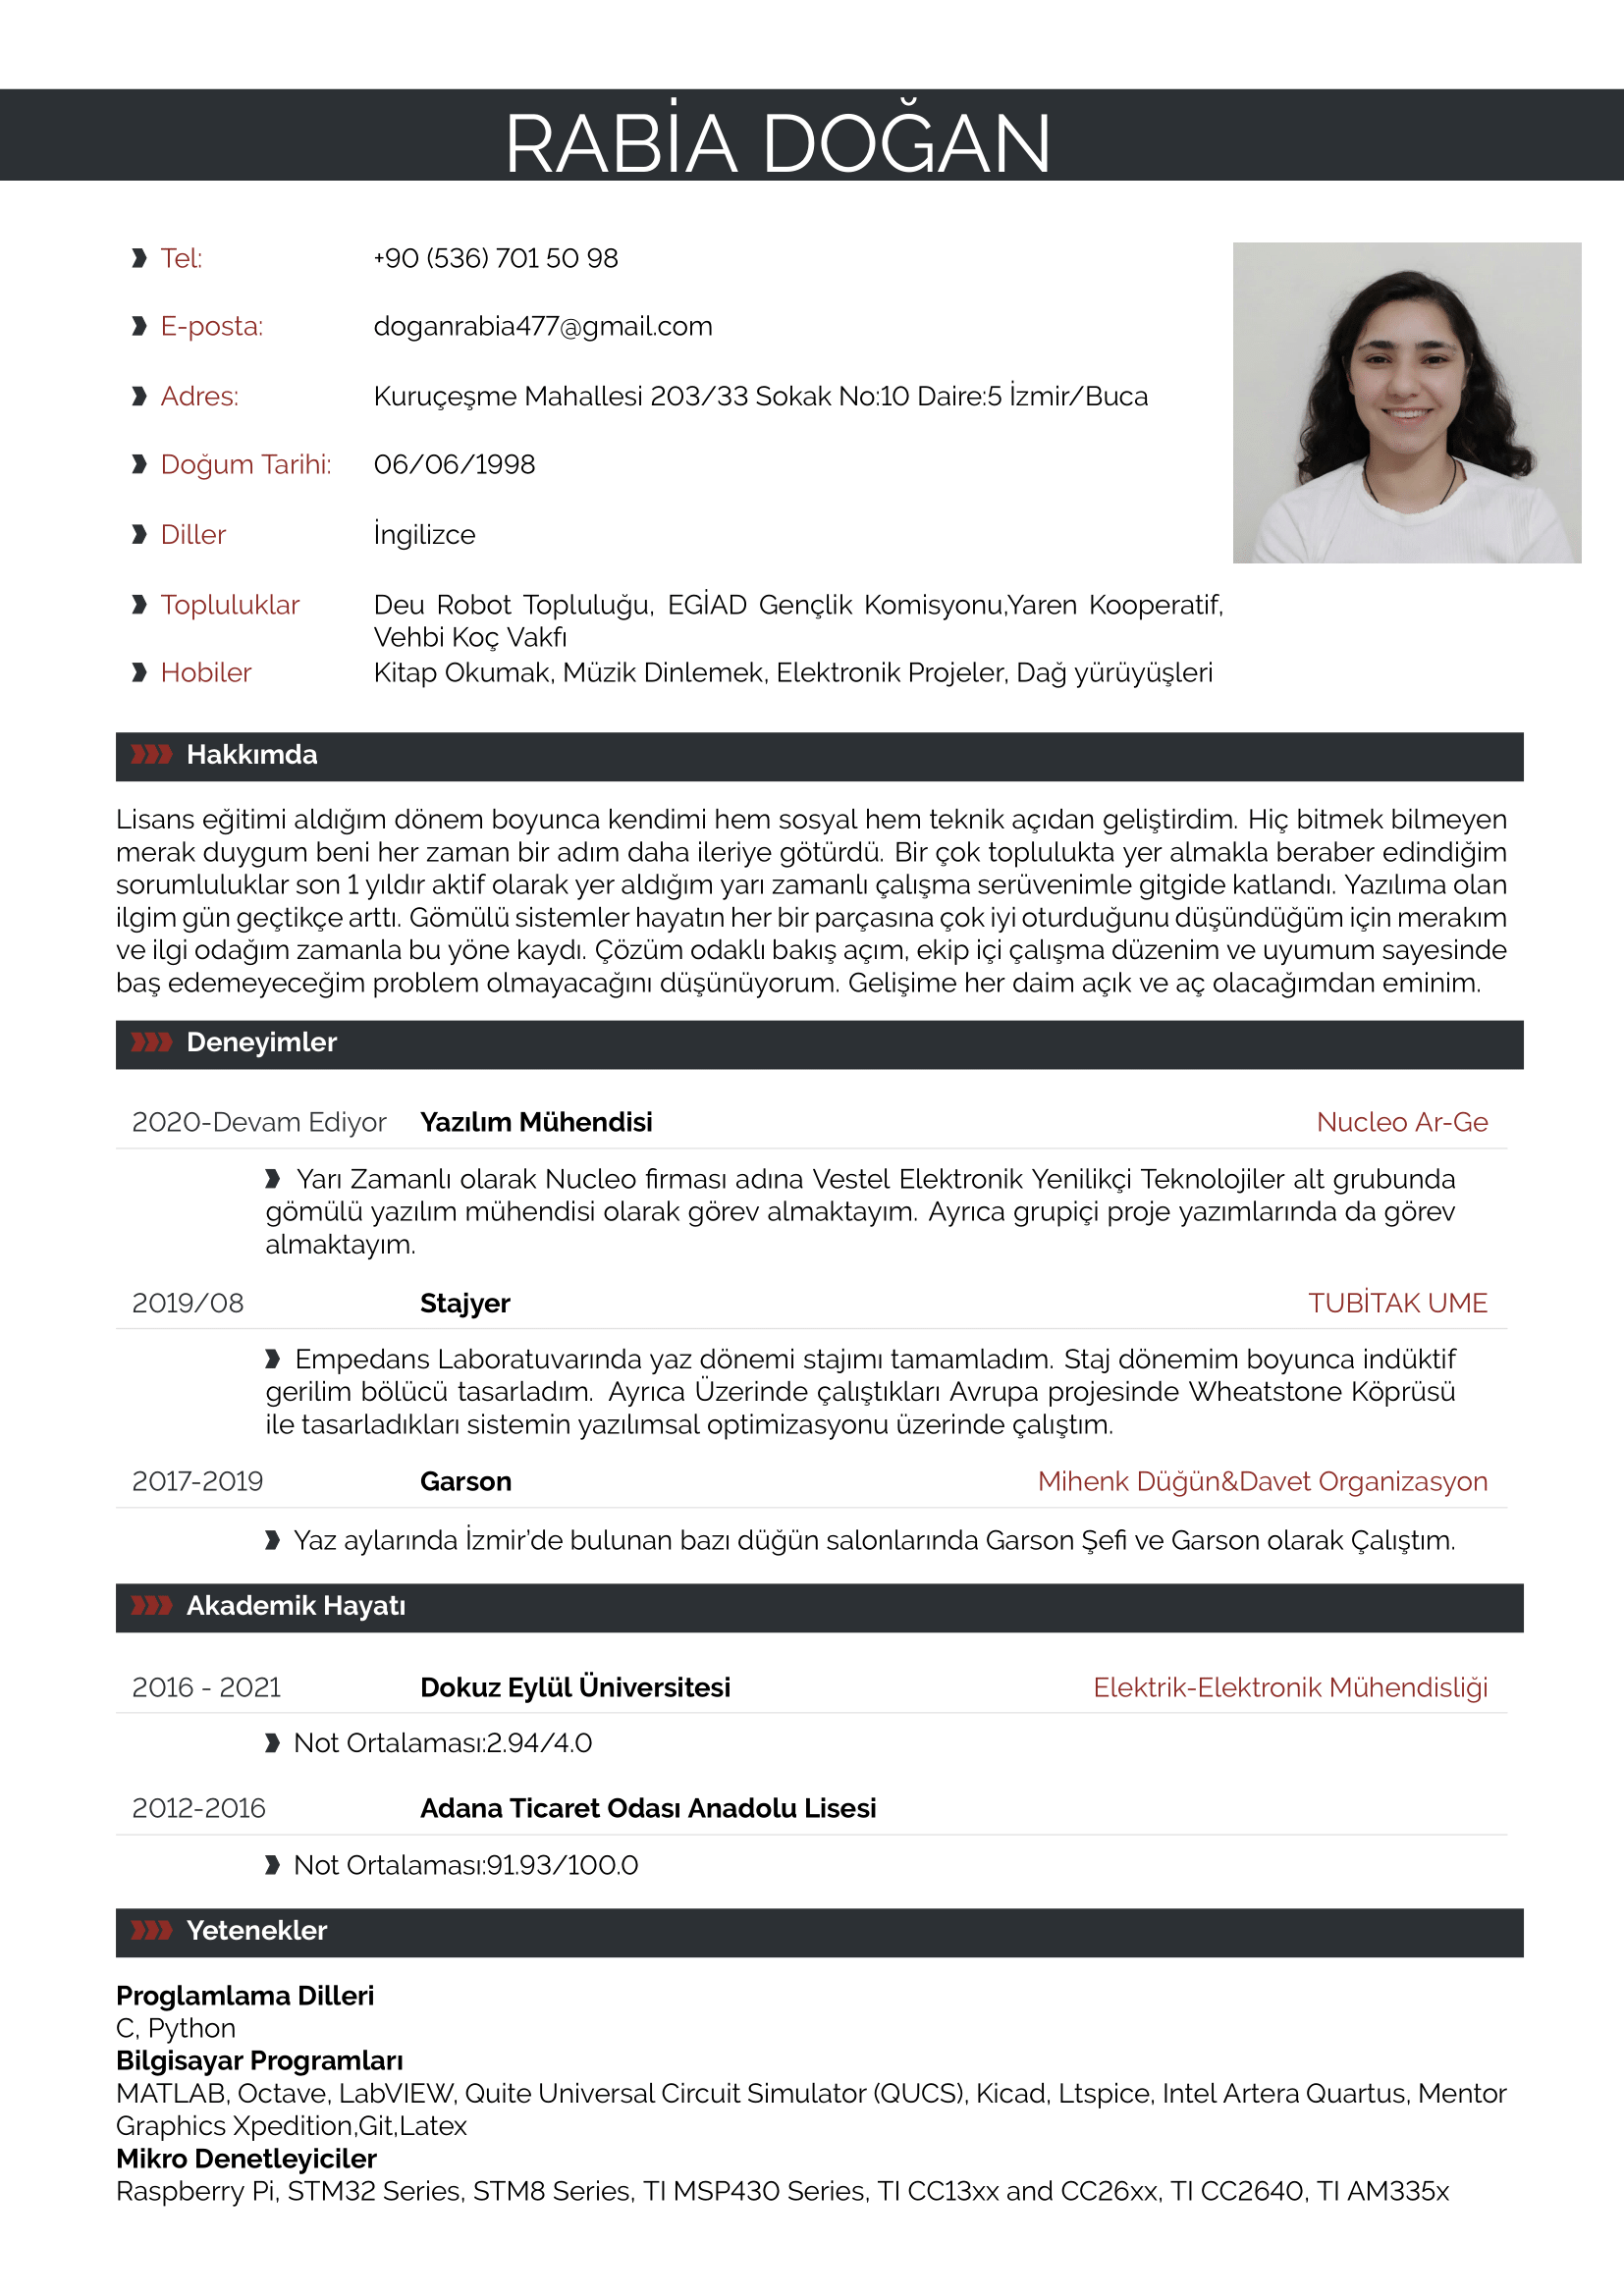 RABİA DOĞAN
Tel: +90 (536) 701 50 98
E-posta: doganrabia477@gmail.com
Adres: Kuruçeşme Mahallesi 203/33 Sokak No:10 Daire:5 İzmir/Buca
Doğum Tarihi: 06/06/1998
Diller İngilizce
Topluluklar Deu Robot Topluluğu, EGİAD Gençlik Komisyonu,Yaren Kooperatif,
Vehbi Koç Vakfı
Hobiler Kitap Okumak, Müzik Dinlemek, Elektronik Projeler, Dağ yürüyüşleri
Hakkımda
Lisans eğitimi aldığım dönem boyunca kendimi hem sosyal hem teknik açıdan geliştirdim. Hiç bitmek bilmeyen
merak duygum beni her zaman bir adım daha ileriye götürdü. Bir çok toplulukta yer almakla beraber edindiğim
sorumluluklar son 1 yıldır aktif olarak yer aldığım yarı zamanlı çalışma serüvenimle gitgide katlandı. Yazılıma olan
ilgim gün geçtikçe arttı. Gömülü sistemler hayatın her bir parçasına çok iyi oturduğunu düşündüğüm için merakım
ve ilgi odağım zamanla bu yöne kaydı. Çözüm odaklı bakış açım, ekip içi çalışma düzenim ve uyumum sayesinde
baş edemeyeceğim problem olmayacağını düşünüyorum. Gelişime her daim açık ve aç olacağımdan eminim.
Deneyimler
2020-Devam Ediyor Yazılım Mühendisi Nucleo Ar-Ge
Yarı Zamanlı olarak Nucleo firması adına Vestel Elektronik Yenilikçi Teknolojiler alt grubunda
gömülü yazılım mühendisi olarak görev almaktayım. Ayrıca grupiçi proje yazımlarında da görev
almaktayım.
2019/08 Stajyer TUBİTAK UME
Empedans Laboratuvarında yaz dönemi stajımı tamamladım. Staj dönemim boyunca indüktif
gerilim bölücü tasarladım. Ayrıca Üzerinde çalıştıkları Avrupa projesinde Wheatstone Köprüsü
ile tasarladıkları sistemin yazılımsal optimizasyonu üzerinde çalıştım.
2017-2019 Garson Mihenk Düğün&Davet Organizasyon
Yaz aylarında İzmir'de bulunan bazı düğün salonlarında Garson Şefi ve Garson olarak Çalıştım.
Akademik Hayatı
2016 - 2021 Dokuz Eylül Üniversitesi Elektrik-Elektronik Mühendisliği
Not Ortalaması:2.94/4.0
2012-2016 Adana Ticaret Odası Anadolu Lisesi
Not Ortalaması:91.93/100.0
Yetenekler
Proglamlama Dilleri
C, Python
Bilgisayar Programları
MATLAB, Octave, LabVIEW, Quite Universal Circuit Simulator (QUCS), Kicad, Ltspice, Intel Artera Quartus, Mentor
Graphics Xpedition,Git,Latex
Mikro Denetleyiciler
Raspberry Pi, STM32 Series, STM8 Series, TI MSP430 Series, TI CC13xx and CC26xx, TI CC2640, TI AM335x